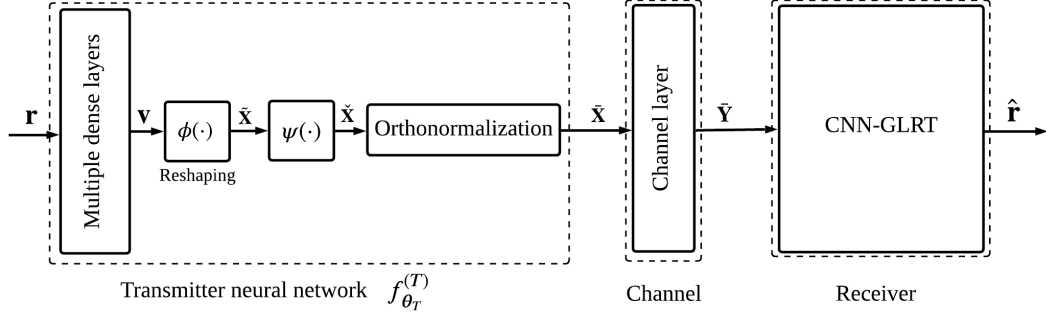 r
Multiple dense layers
v
ϕ(·)
Reshaping
x̃
ψ(·)
x̌
Orthonormalization
X̄
Channel layer
Ȳ
CNN-GLRT
r̂
Transmitter neural network f_{θ_T}^{(T)}
Channel
Receiver